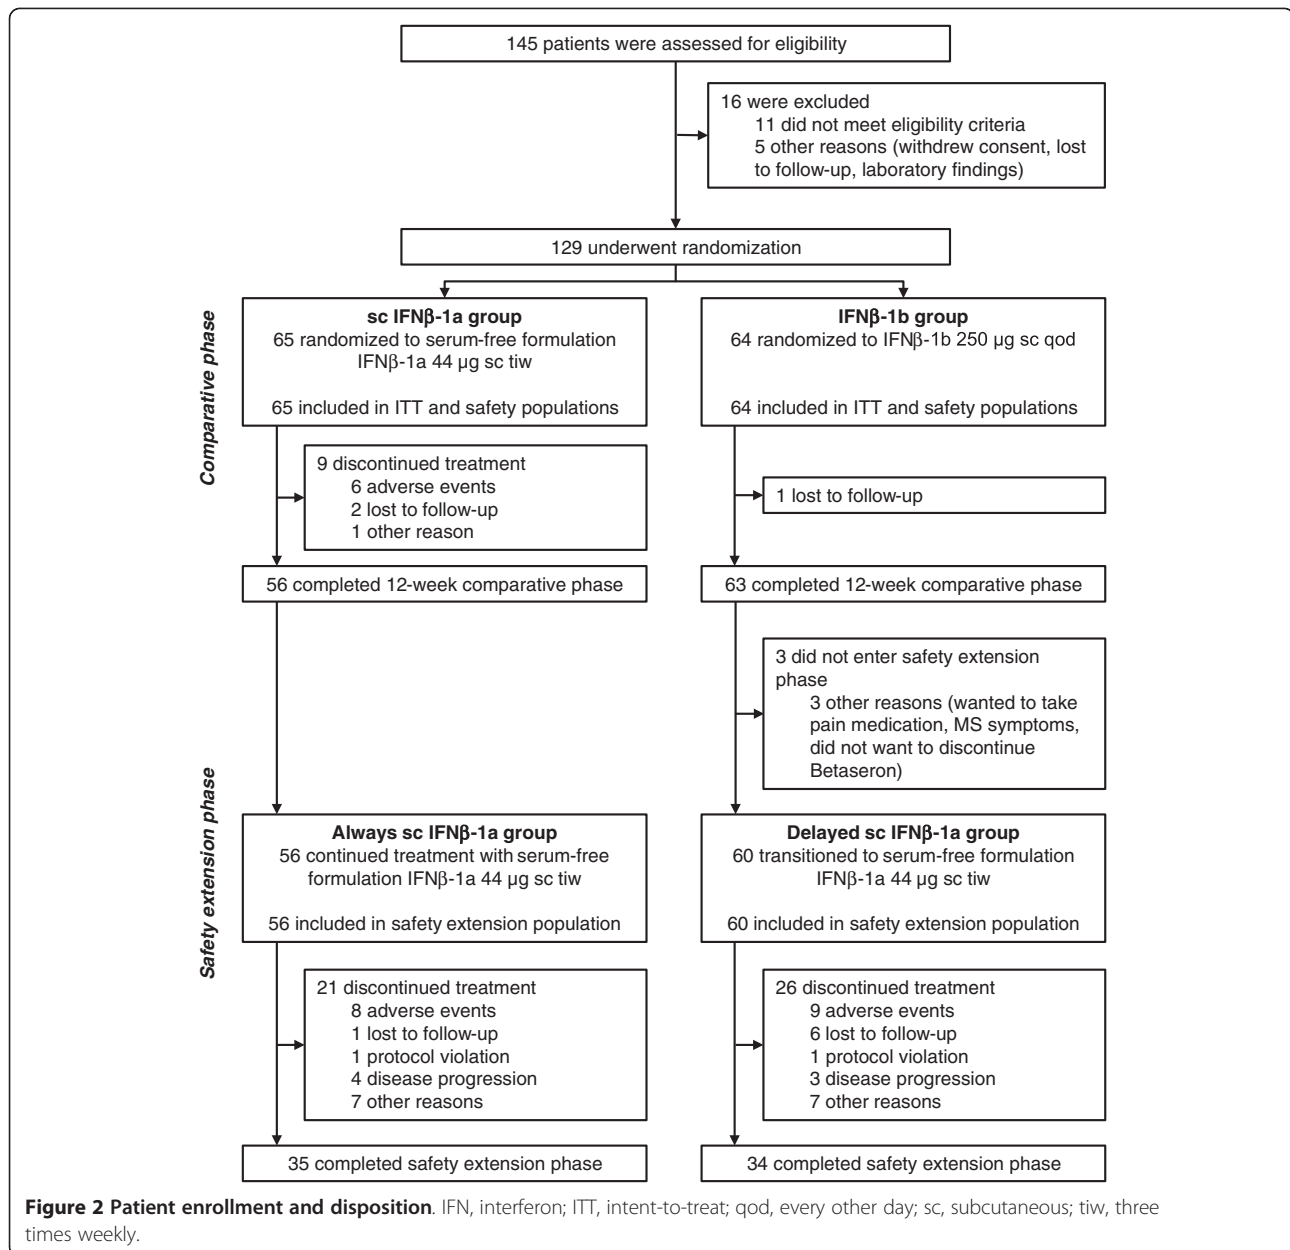 145 patients were assessed for eligibility
16 were excluded
11 did not meet eligibility criteria
5 other reasons (withdrew consent, lost
to follow-up, laboratory findings)
129 underwent randomization
Comparative phase
sc IFNβ-1a group
65 randomized to serum-free formulation
IFNβ-1a 44 μg sc tiw
65 included in ITT and safety populations
IFNβ-1b group
64 randomized to IFNβ-1b 250 μg sc qod
64 included in ITT and safety populations
9 discontinued treatment
6 adverse events
2 lost to follow-up
1 other reason
1 lost to follow-up
56 completed 12-week comparative phase
63 completed 12-week comparative phase
3 did not enter safety extension
phase
3 other reasons (wanted to take
pain medication, MS symptoms,
did not want to discontinue
Betaseron)
Safety extension phase
Always sc IFNβ-1a group
56 continued treatment with serum-free
formulation IFNβ-1a 44 μg sc tiw
56 included in safety extension population
Delayed sc IFNβ-1a group
60 transitioned to serum-free formulation
IFNβ-1a 44 μg sc tiw
60 included in safety extension population
21 discontinued treatment
8 adverse events
1 lost to follow-up
1 protocol violation
4 disease progression
7 other reasons
26 discontinued treatment
9 adverse events
6 lost to follow-up
1 protocol violation
3 disease progression
7 other reasons
35 completed safety extension phase
34 completed safety extension phase
Figure 2 Patient enrollment and disposition. IFN, interferon; ITT, intent-to-treat; qod, every other day; sc, subcutaneous; tiw, three
times weekly.